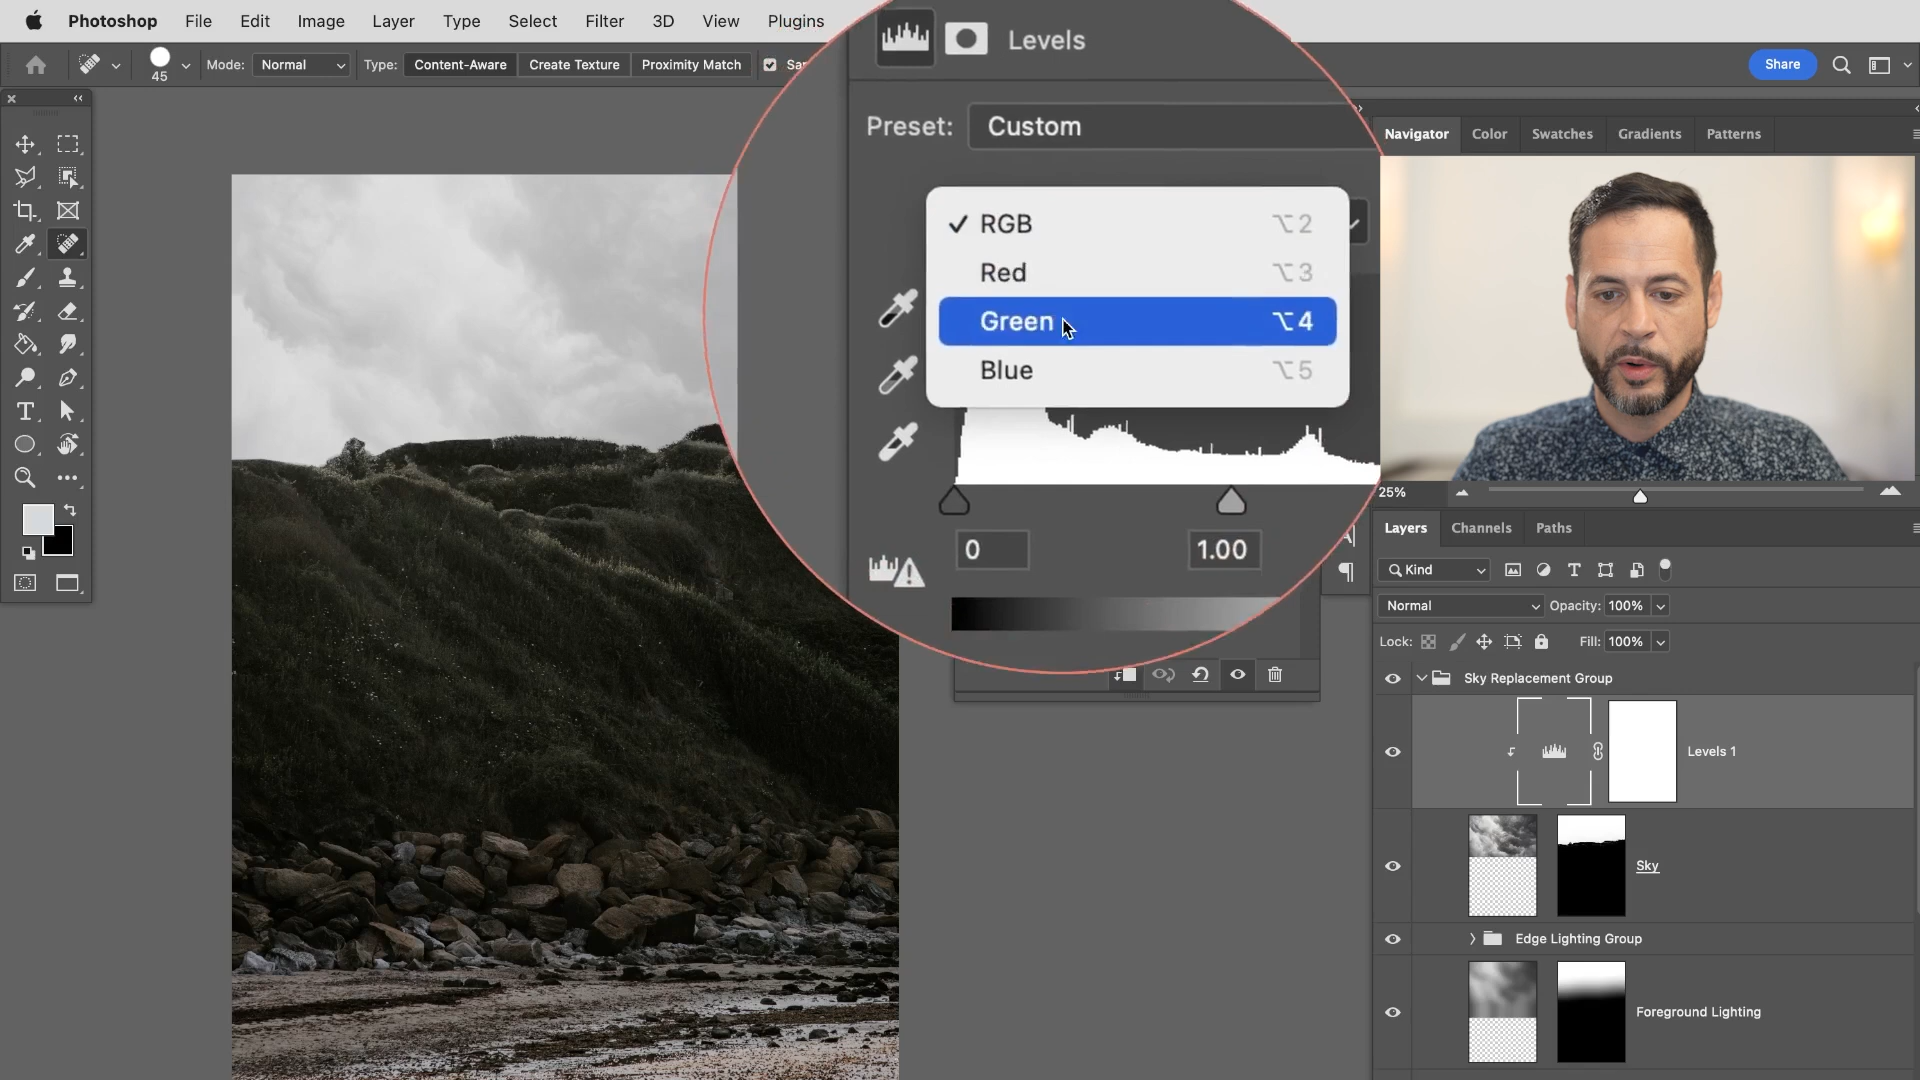 Photoshop File Edit Image Layer Type Select Filter 3D View Plugins
45 Mode: Normal Type: Content-Aware Create Texture Proximity Match
Share
Levels
Preset: Custom
RGB ⌥2
Red ⌥3
Green ⌥4
Blue ⌥5
0 1.00
Navigator Color Swatches Gradients Patterns
25%
Layers Channels Paths
Kind
Normal Opacity: 100%
Lock: Fill: 100%
Sky Replacement Group
Levels 1
Sky
Edge Lighting Group
Foreground Lighting